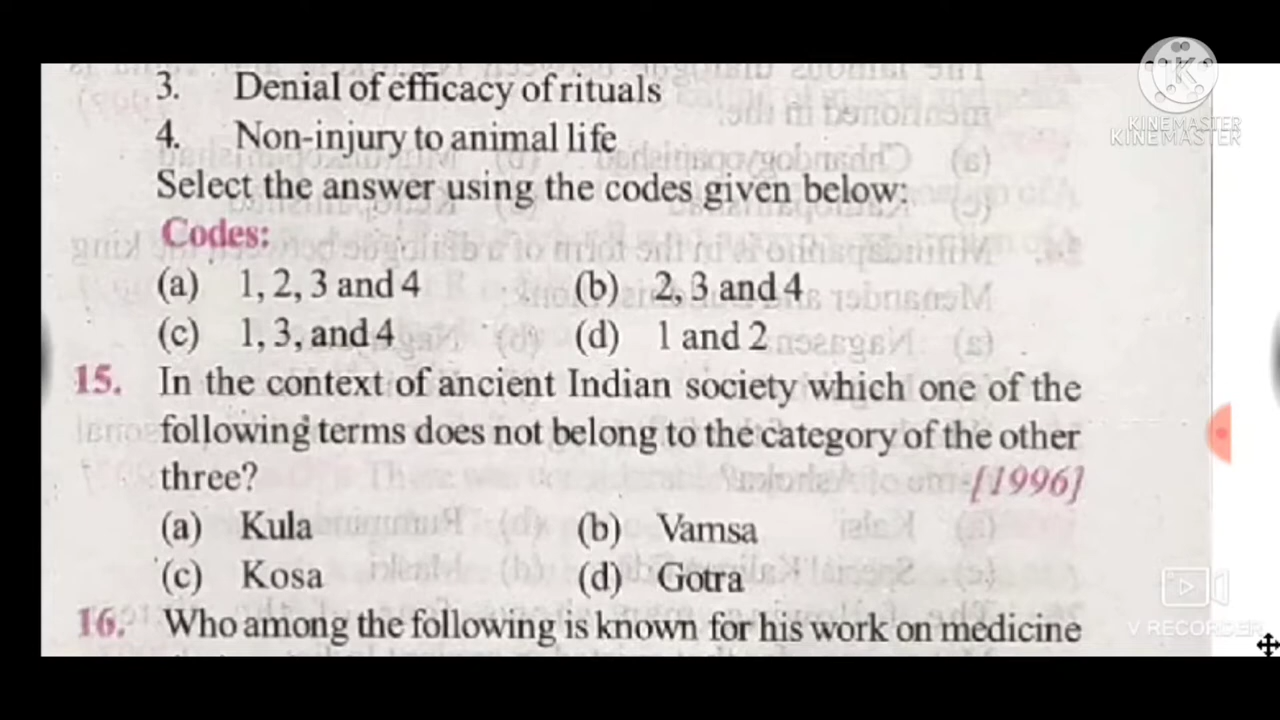 3. Denial of efficacy of rituals
4. Non-injury to animal life
Select the answer using the codes given below:
Codes:
(a) 1, 2, 3 and 4 (b) 2, 3 and 4
(c) 1, 3, and 4 (d) 1 and 2
15. In the context of ancient Indian society which one of the
following terms does not belong to the category of the other
three? [1996]
(a) Kula (b) Vamsa
(c) Kosa (d) Gotra
16. Who among the following is known for his work on medicine
K
KINEMASTER
KINEMASTER
V RECORDER